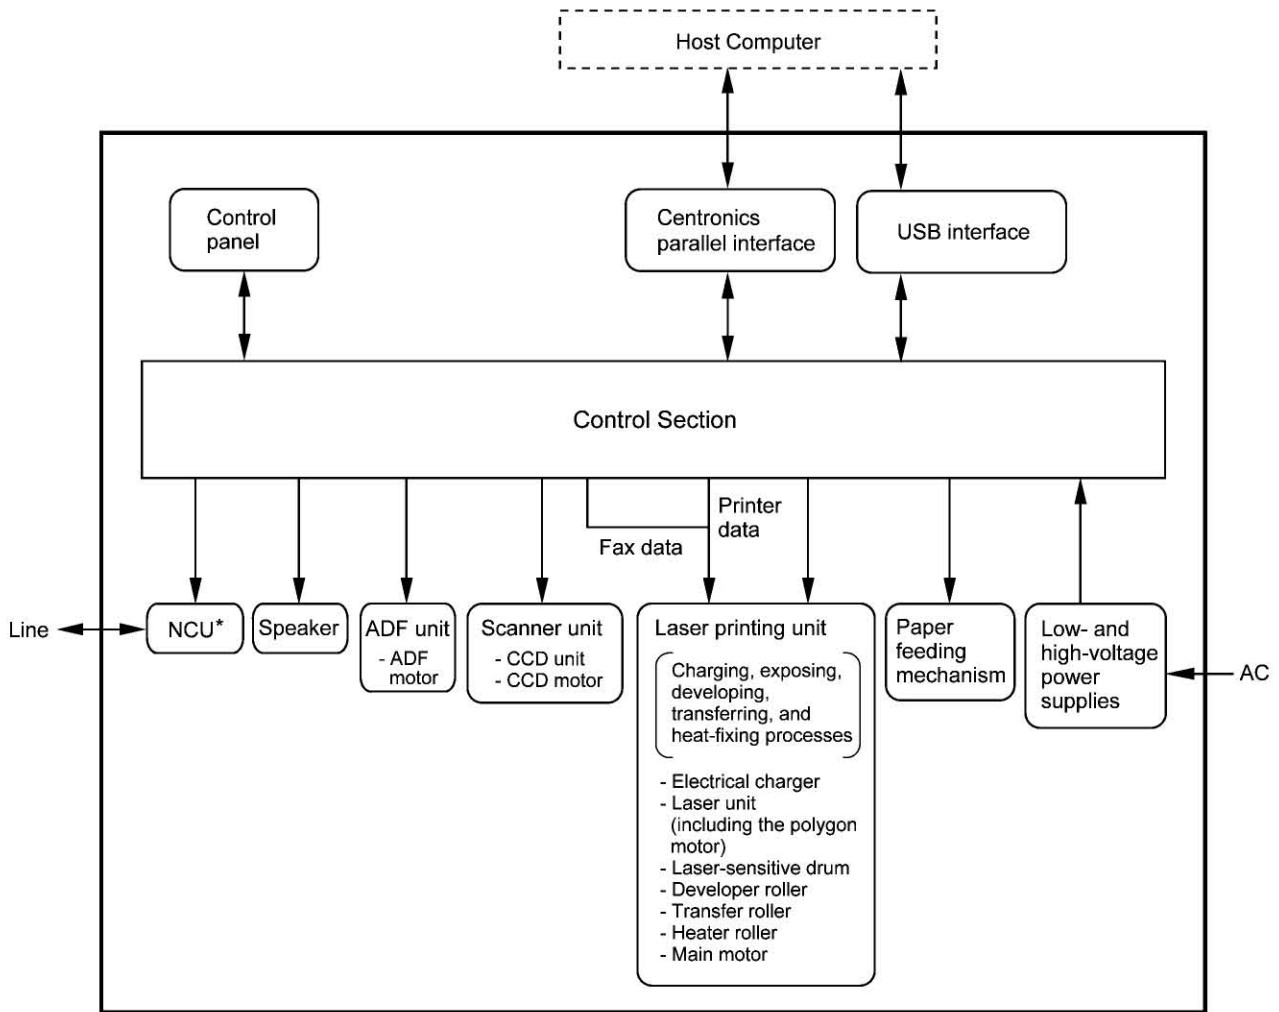 Host Computer
Control
panel
Centronics
parallel interface
USB interface
Control Section
Printer
data
Fax data
Line
NCU*
Speaker
ADF unit
- ADF
motor
Scanner unit
- CCD unit
- CCD motor
Laser printing unit
Charging, exposing,
developing,
transferring, and
heat-fixing processes
- Electrical charger
- Laser unit
(including the polygon
motor)
- Laser-sensitive drum
- Developer roller
- Transfer roller
- Heater roller
- Main motor
Paper
feeding
mechanism
Low- and
high-voltage
power
supplies
AC